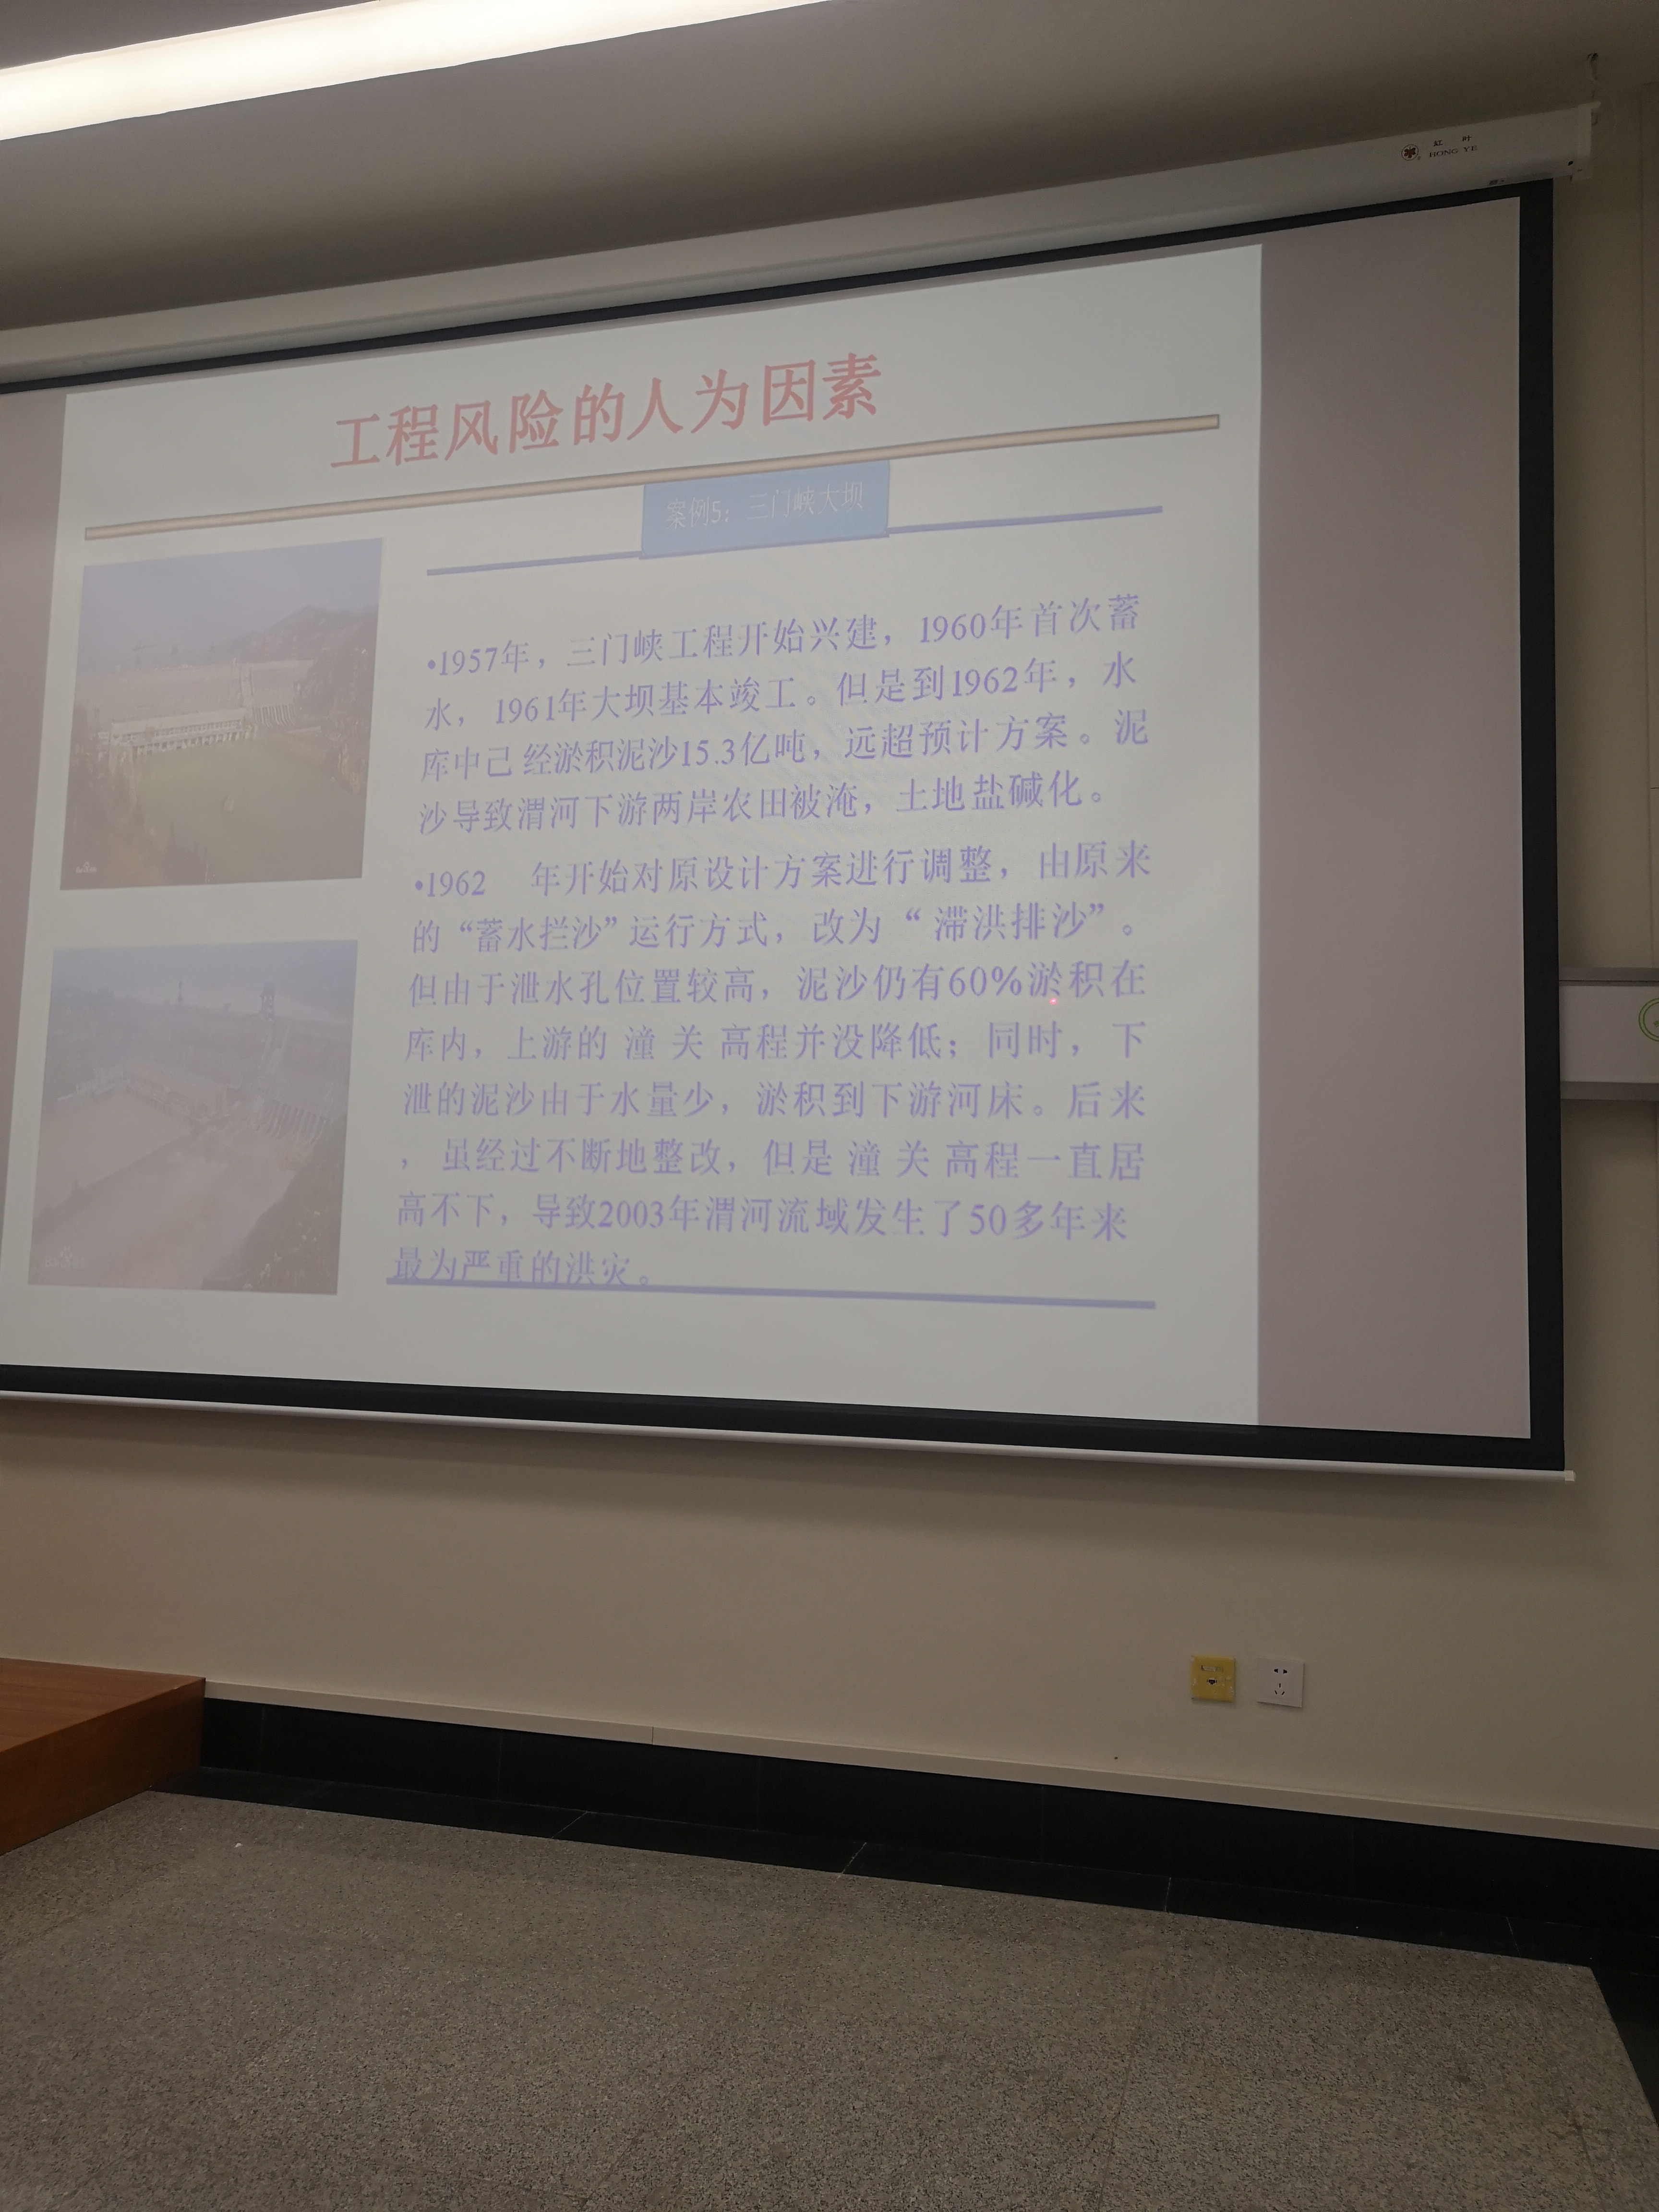 红 叶
HONG YE
工程风险的人为因素
案例5：三门峡大坝
•1957年，三门峡工程开始兴建，1960年首次蓄
水，1961年大坝基本竣工。但是到1962年，水
库中己 经淤积泥沙15.3亿吨，远超预计方案。泥
沙导致渭河下游两岸农田被淹，土地盐碱化。
•1962 年开始对原设计方案进行调整，由原来
的“蓄水拦沙”运行方式，改为“ 滞洪排沙”。
但由于泄水孔位置较高，泥沙仍有60%淤积在
库内，上游的 潼 关 高程并没降低；同时，下
泄的泥沙由于水量少，淤积到下游河床。后来
， 虽经过不断地整改，但是 潼 关 高程一直居
高不下，导致2003年渭河流域发生了50多年来
最为严重的洪灾。